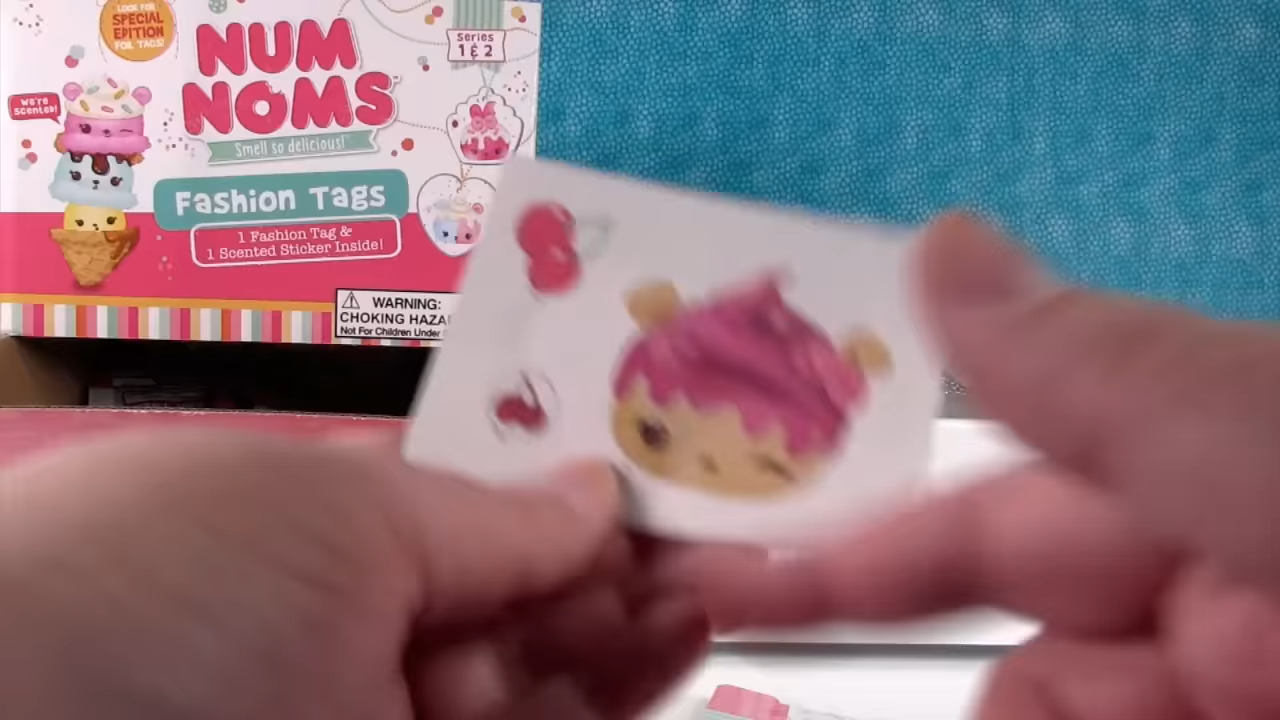 LOOK FOR
SPECIAL
EDITION
FOR TAGS!
NUM
NOMS
Smell so delicious!
Series
1 & 2
We're
Scented!
Fashion Tags
1 Fashion Tag &
1 Scented Sticker Inside!
WARNING:
CHOKING HAZA
Not For Children Under